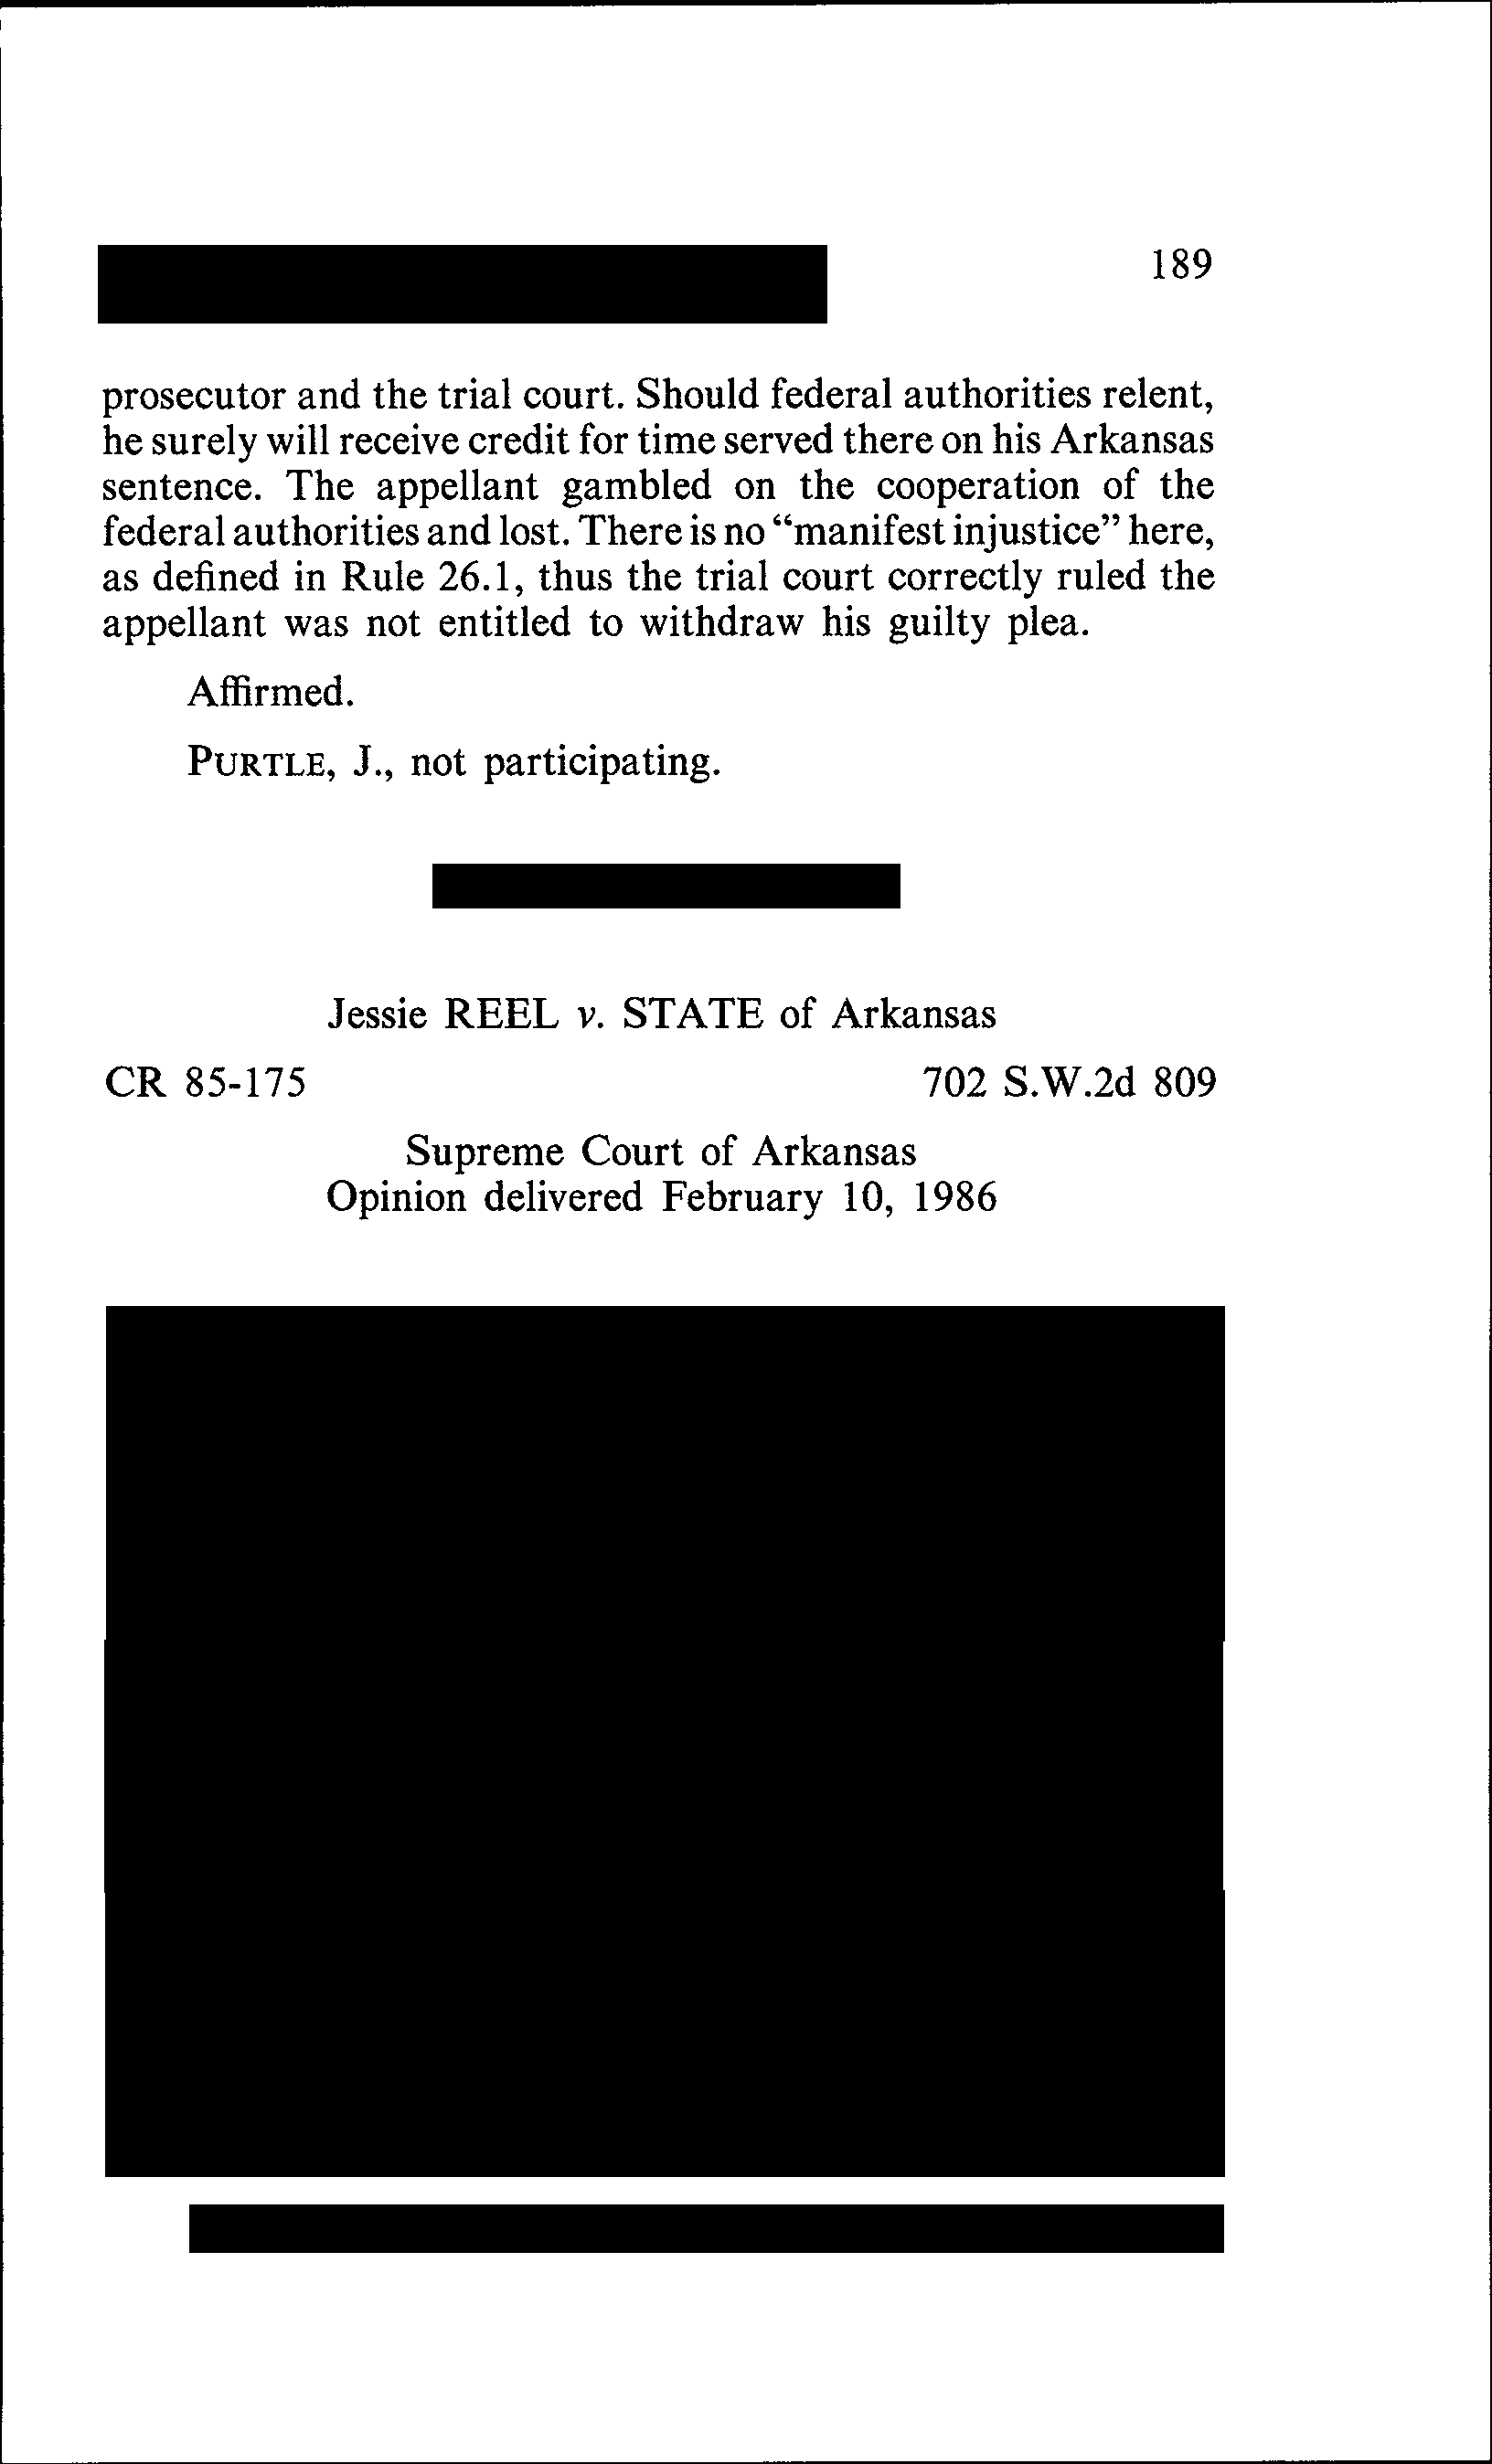 189
prosecutor and the trial court. Should federal authorities relent,
he surely will receive credit for time served there on his Arkansas
sentence. The appellant gambled on the cooperation of the
federal authorities and lost. There is no “manifest injustice” here,
as defined in Rule 26.1, thus the trial court correctly ruled the
appellant was not entitled to withdraw his guilty plea.
Affirmed.
PURTLE, J., not participating.
Jessie REEL v. STATE of Arkansas
CR 85-175 702 S.W.2d 809
Supreme Court of Arkansas
Opinion delivered February 10, 1986